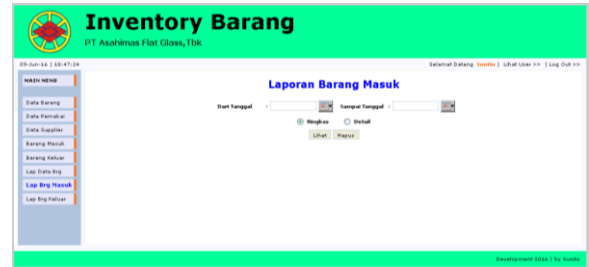 Inventory Barang
PT Asahimas Flat Glass,Tbk
09-Jun-16 | 10:47:24
Selamat Datang Suwito | Lihat User >> | Log Out >>
MAIN MENU
Laporan Barang Masuk
Data Barang
Dari Tanggal : Sampai Tanggal :
Data Pemakai
Ringkas Detail
Data Supplier
Lihat Hapus
Barang Masuk
Barang Keluar
Lap Data Brg
Lap Brg Masuk
Lap Brg Keluar
Development 2016 | by Suwito